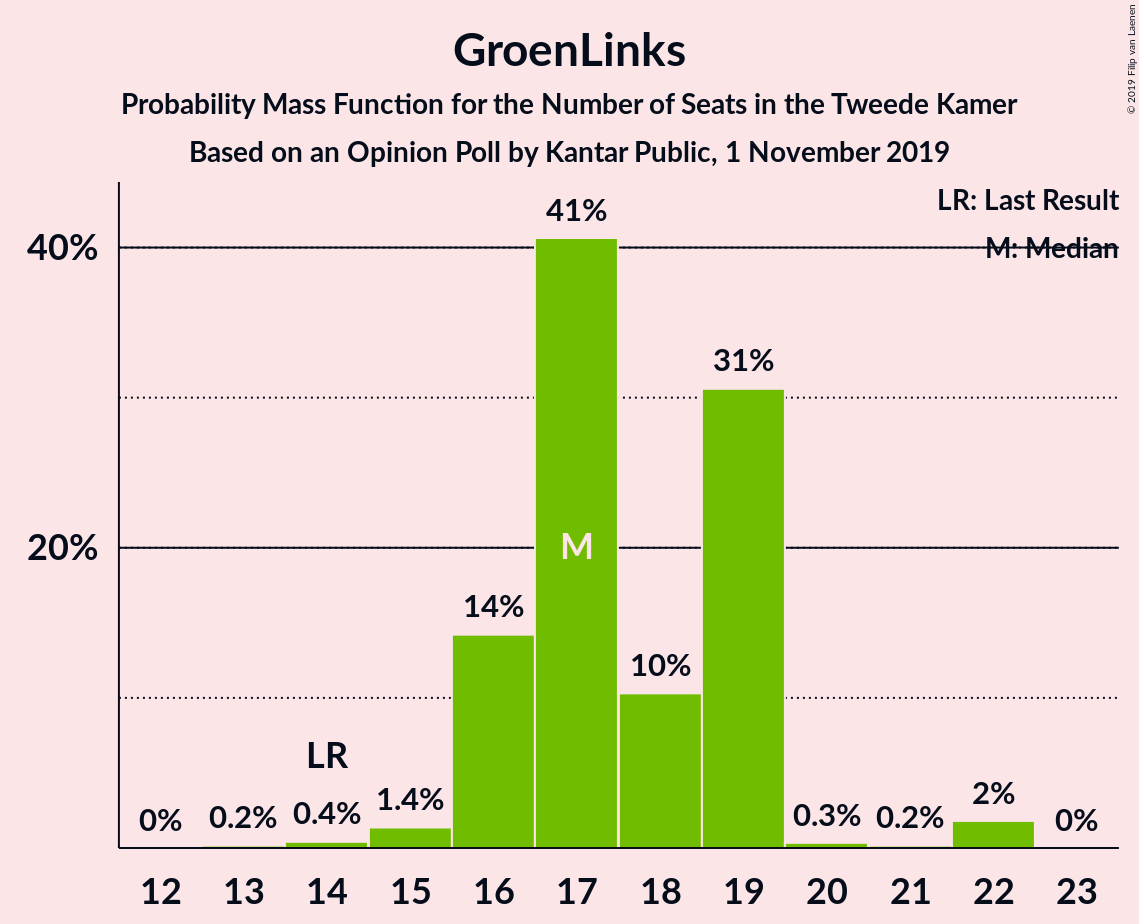 GroenLinks
Probability Mass Function for the Number of Seats in the Tweede Kamer
Based on an Opinion Poll by Kantar Public, 1 November 2019
© 2019 Filip van Laenen
LR: Last Result
M: Median
40%
20%
0%
0.2%
0.4%
1.4%
14%
41%
10%
31%
0.3%
0.2%
2%
0%
LR
M
12 13 14 15 16 17 18 19 20 21 22 23